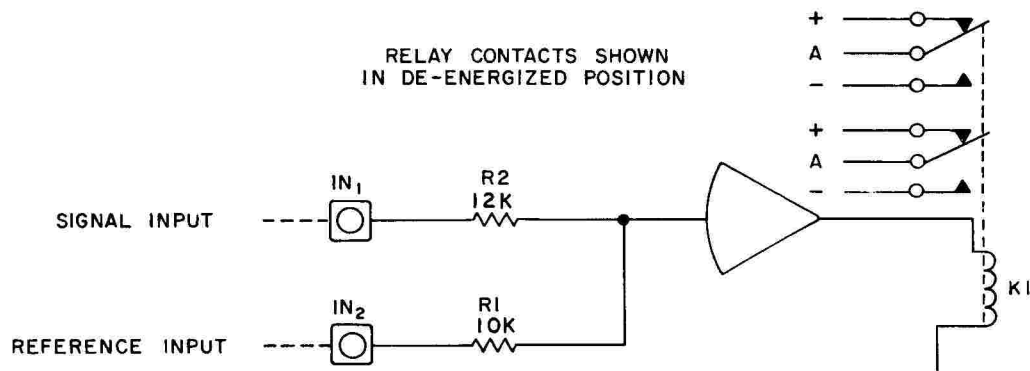 +
RELAY CONTACTS SHOWN
IN DE-ENERGIZED POSITION
A
-
+
A
-
IN1
R2
12K
SIGNAL INPUT
K1
IN2
R1
10K
REFERENCE INPUT